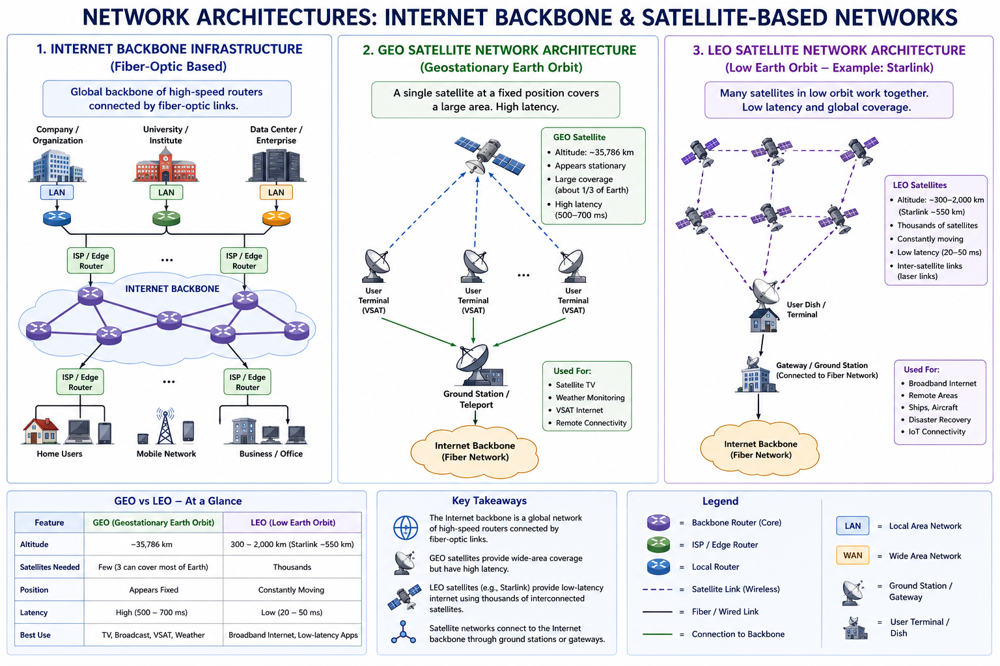 NETWORK ARCHITECTURES: INTERNET BACKBONE & SATELLITE-BASED NETWORKS
1. INTERNET BACKBONE INFRASTRUCTURE
(Fiber-Optic Based)
Global backbone of high-speed routers
connected by fiber-optic links.
Company /
Organization
University /
Institute
Data Center /
Enterprise
LAN
LAN
LAN
ISP / Edge
Router
...
ISP / Edge
Router
INTERNET BACKBONE
ISP / Edge
Router
...
ISP / Edge
Router
Home Users
Mobile Network
Business / Office
2. GEO SATELLITE NETWORK ARCHITECTURE
(Geostationary Earth Orbit)
A single satellite at a fixed position covers
a large area. High latency.
GEO Satellite
• Altitude: ~35,786 km
• Appears stationary
• Large coverage
(about 1/3 of Earth)
• High latency
(500–700 ms)
...
User
Terminal
(VSAT)
User
Terminal
(VSAT)
User
Terminal
(VSAT)
Ground Station /
Teleport
Used For:
• Satellite TV
• Weather Monitoring
• VSAT Internet
• Remote Connectivity
Internet Backbone
(Fiber Network)
3. LEO SATELLITE NETWORK ARCHITECTURE
(Low Earth Orbit – Example: Starlink)
Many satellites in low orbit work together.
Low latency and global coverage.
LEO Satellites
• Altitude: ~300–2,000 km
(Starlink ~550 km)
• Thousands of satellites
• Constantly moving
• Low latency (20–50 ms)
• Inter-satellite links
(laser links)
User Dish /
Terminal
Gateway / Ground Station
(Connected to Fiber Network)
Used For:
• Broadband Internet
• Remote Areas
• Ships, Aircraft
• Disaster Recovery
• IoT Connectivity
Internet Backbone
(Fiber Network)
GEO vs LEO – At a Glance
Feature GEO (Geostationary Earth Orbit) LEO (Low Earth Orbit)
Altitude ~35,786 km 300 – 2,000 km (Starlink ~550 km)
Satellites Needed Few (3 can cover most of Earth) Thousands
Position Appears Fixed Constantly Moving
Latency High (500 – 700 ms) Low (20 – 50 ms)
Best Use TV, Broadcast, VSAT, Weather Broadband Internet, Low-latency Apps
Key Takeaways
The Internet backbone is a global network
of high-speed routers connected by
fiber-optic links.
GEO satellites provide wide-area coverage
but have high latency.
LEO satellites (e.g., Starlink) provide low-latency
internet using thousands of interconnected
satellites.
Satellite networks connect to the Internet
backbone through ground stations or gateways.
Legend
= Backbone Router (Core)
= ISP / Edge Router
= Local Router
= Satellite Link (Wireless)
= Fiber / Wired Link
= Connection to Backbone
LAN = Local Area Network
WAN = Wide Area Network
= Ground Station /
Gateway
= User Terminal /
Dish